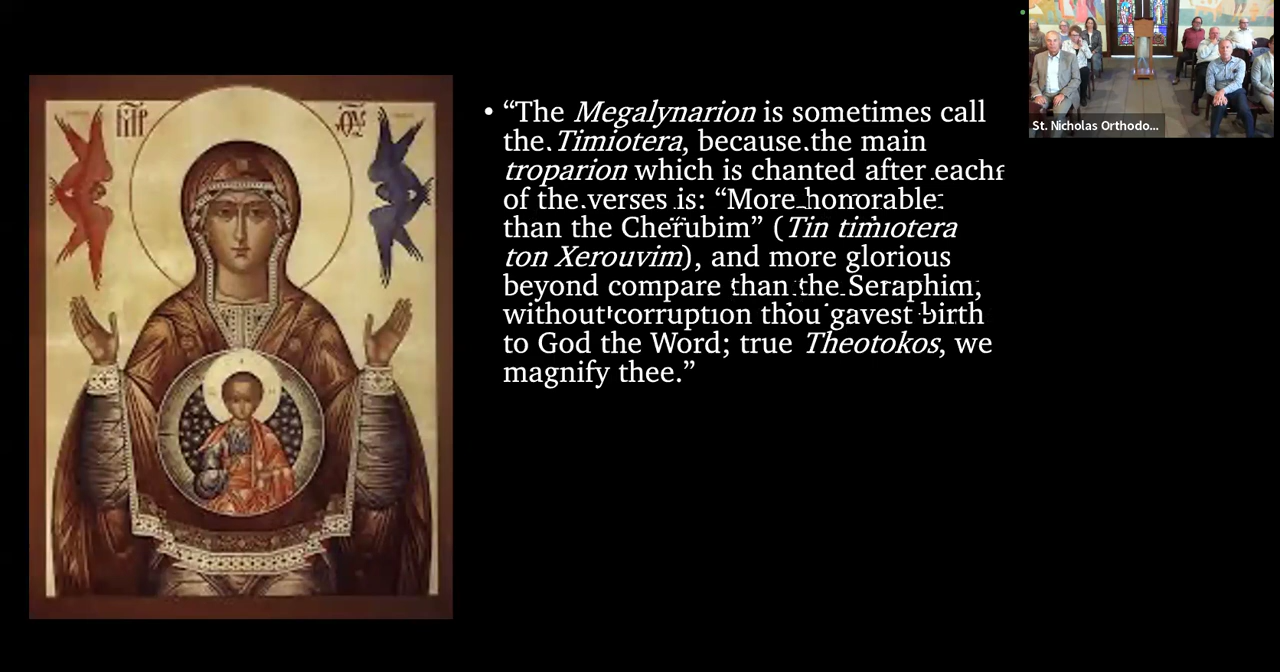 • “The Megalynarion is sometimes call
the Timiotera, because the main
troparion which is chanted after each
of the verses is: “More honorable
than the Cherubim” (Tin timiotera
ton Xerouvim), and more glorious
beyond compare than the Seraphim,
without corruption thou gavest birth
to God the Word; true Theotokos, we
magnify thee.”
St. Nicholas Orthodo...